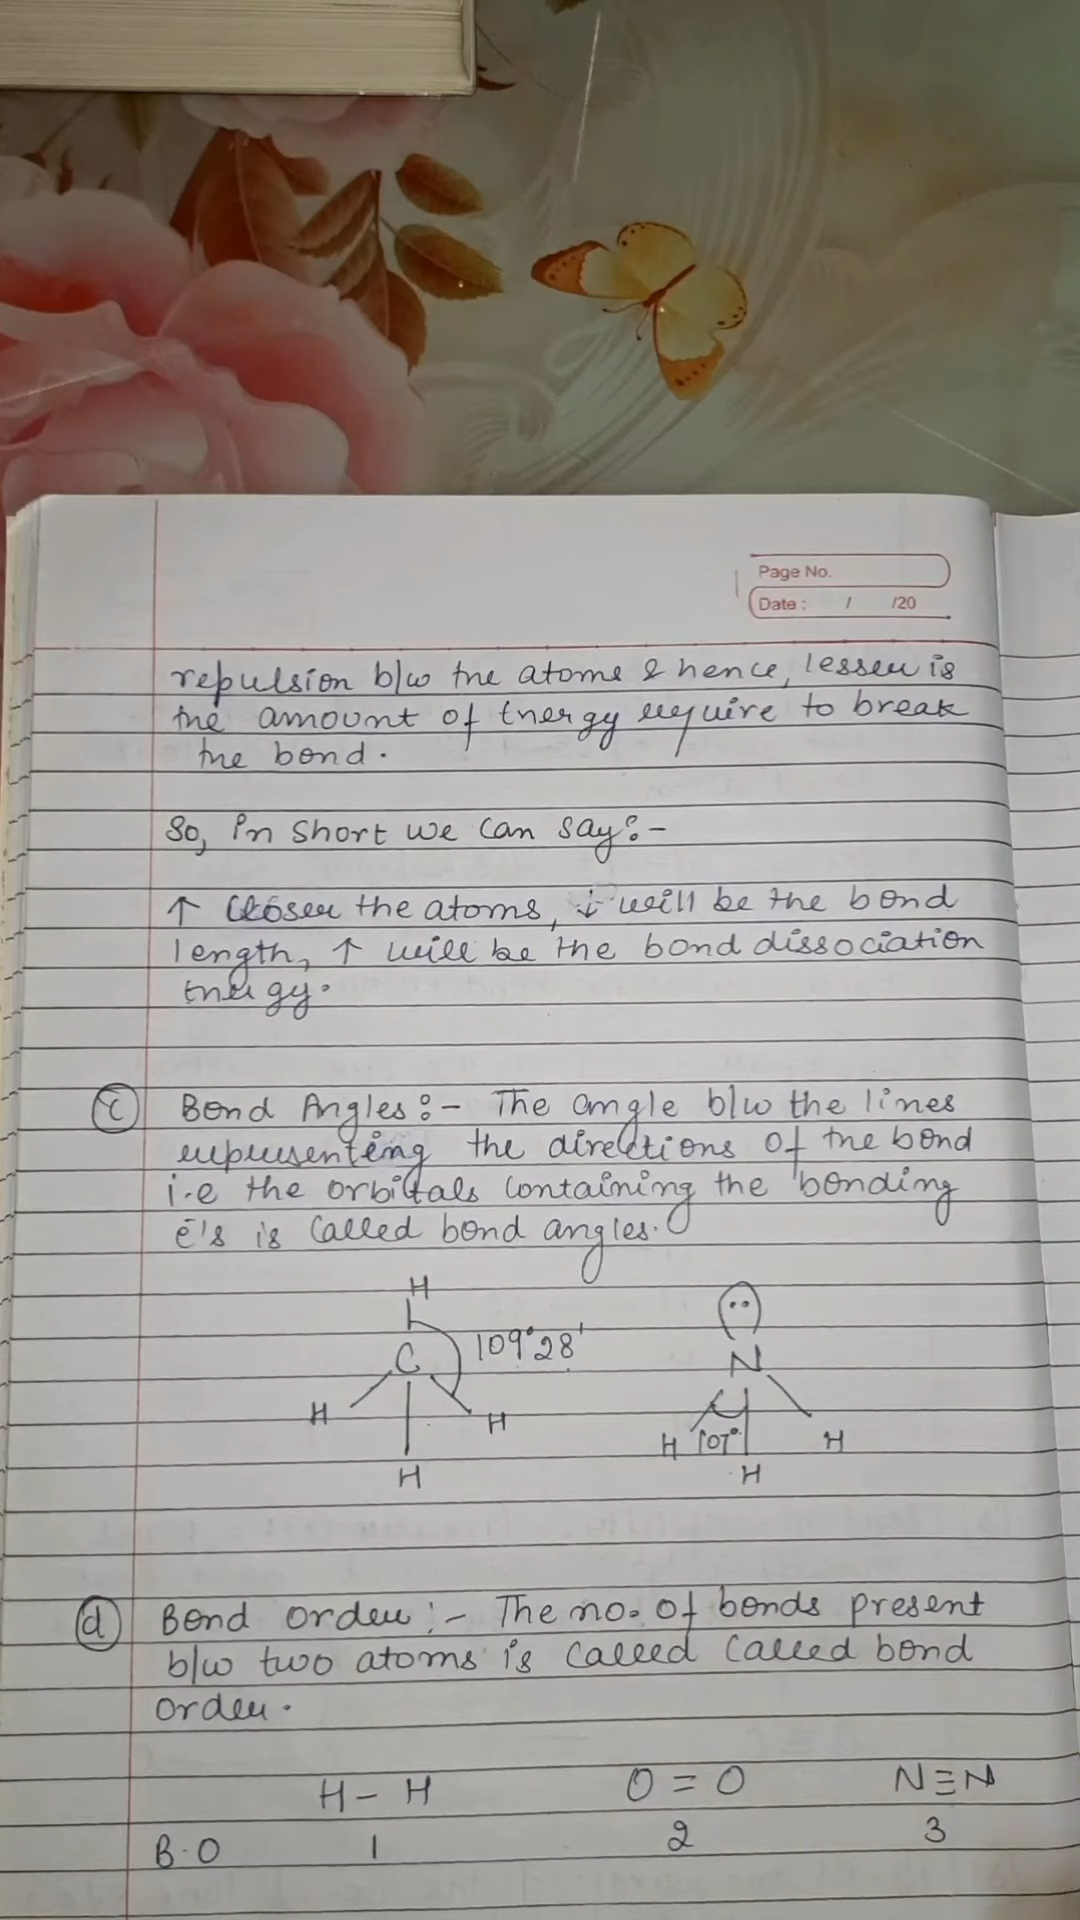 Page No.
Date : / /20
repulsion b/w the atoms & hence, lesser is
the amount of Energy require to break
the bond.
So, in short we can say:-
↑ Closer the atoms, ↓ will be the bond
length, ↑ will be the bond dissociation
Energy.
(c) Bond Angles:- The angle b/w the lines
representing the directions of the bond
i.e the orbitals containing the bonding
ē's is called bond angles.
H
C 109°28'
N
H H
H 107° H
H H
(d) Bond order:- The no. of bonds present
b/w two atoms is called called bond
order.
H - H O = O N ≡ N
B.O 1 2 3